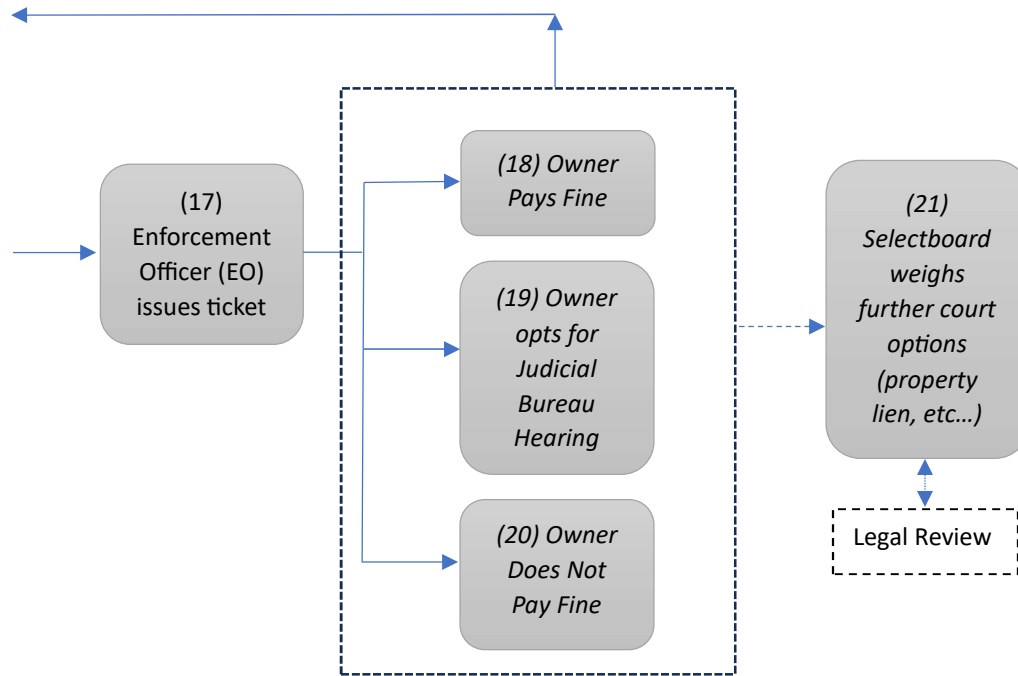 (17)
Enforcement
Officer (EO)
issues ticket
(18) Owner
Pays Fine
(19) Owner
opts for
Judicial
Bureau
Hearing
(20) Owner
Does Not
Pay Fine
(21)
Selectboard
weighs
further court
options
(property
lien, etc…)
Legal Review